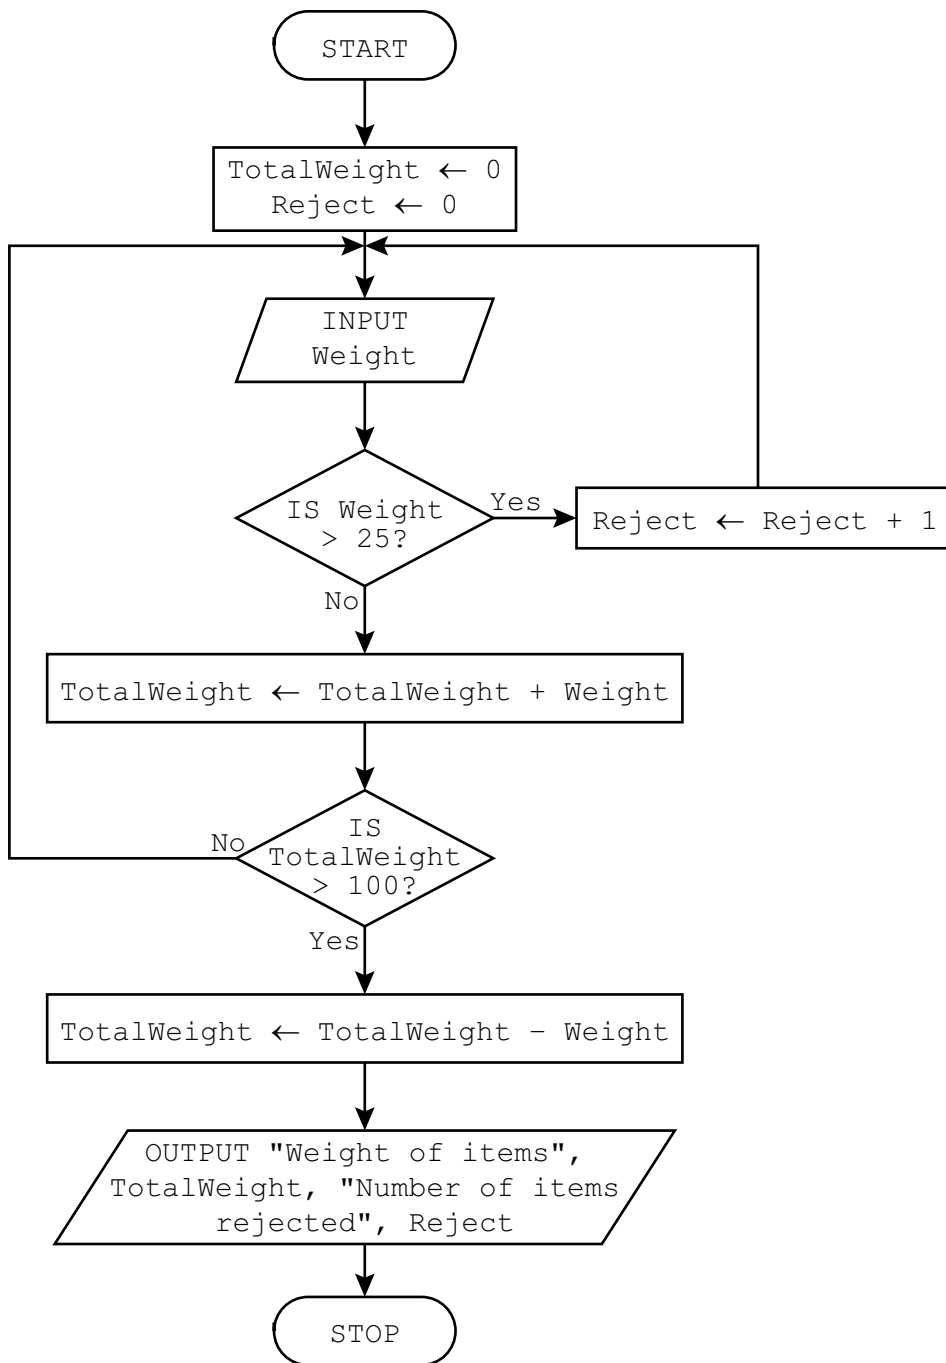 START
TotalWeight ← 0
Reject ← 0
INPUT
Weight
IS Weight
> 25?
Yes
Reject ← Reject + 1
No
TotalWeight ← TotalWeight + Weight
IS
TotalWeight
> 100?
No
Yes
TotalWeight ← TotalWeight – Weight
OUTPUT "Weight of items",
TotalWeight, "Number of items
rejected", Reject
STOP